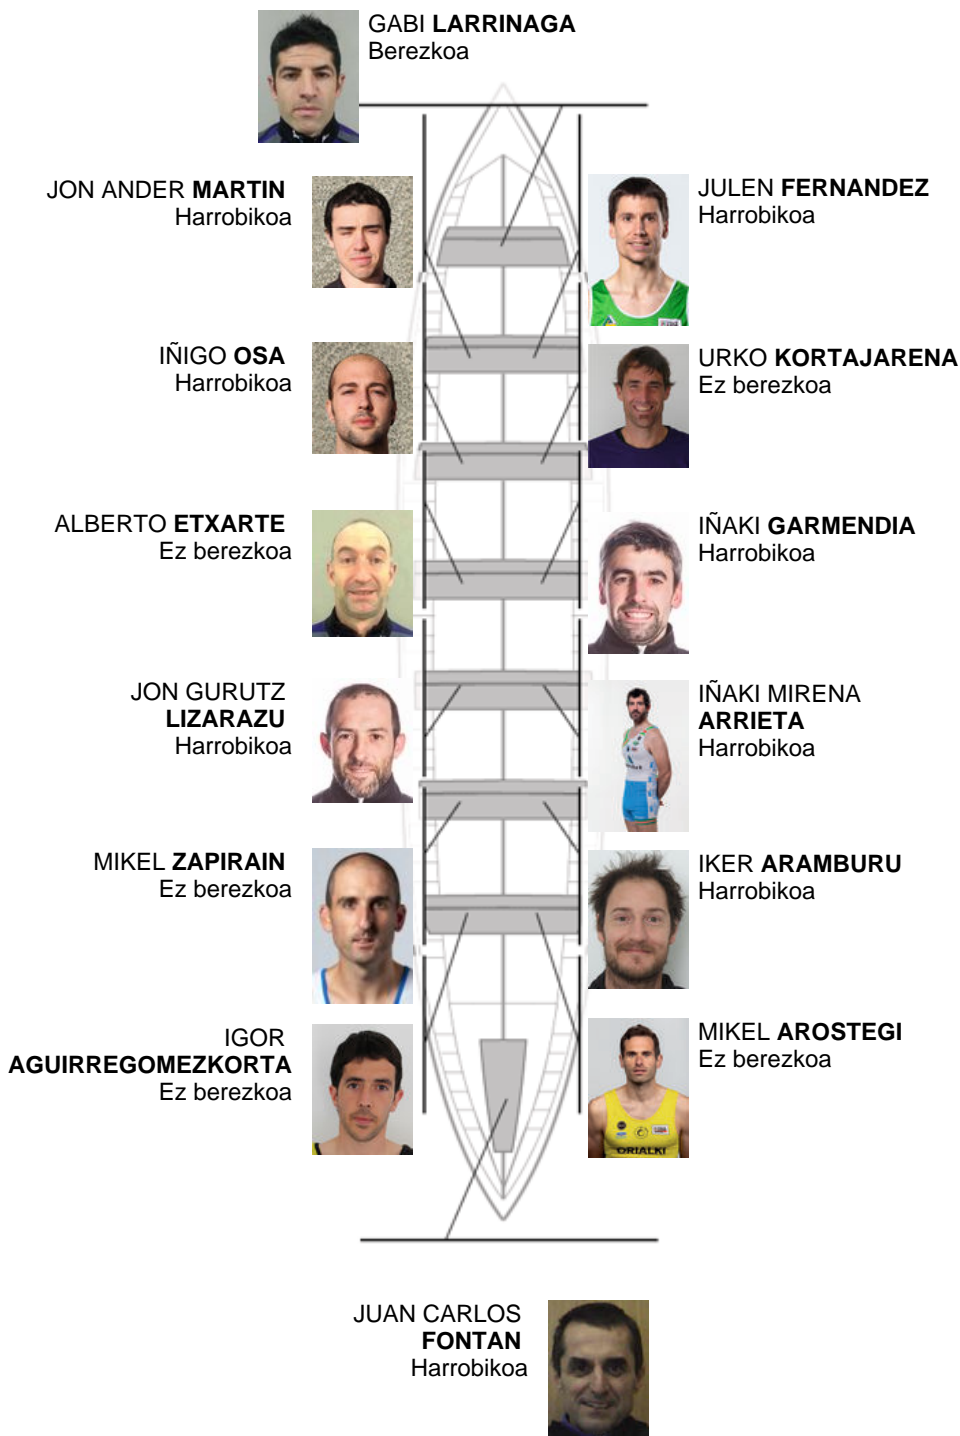 GABI LARRINAGA
Berezkoa
JON ANDER MARTIN
Harrobikoa
JULEN FERNANDEZ
Harrobikoa
IÑIGO OSA
Harrobikoa
URKO KORTAJARENA
Ez berezkoa
ALBERTO ETXARTE
Ez berezkoa
IÑAKI GARMENDIA
Harrobikoa
JON GURUTZ
LIZARAZU
Harrobikoa
IÑAKI MIRENA
ARRIETA
Harrobikoa
MIKEL ZAPIRAIN
Ez berezkoa
IKER ARAMBURU
Harrobikoa
IGOR
AGUIRREGOMEZKORTA
Ez berezkoa
MIKEL AROSTEGI
Ez berezkoa
ORIALKI
JUAN CARLOS
FONTAN
Harrobikoa